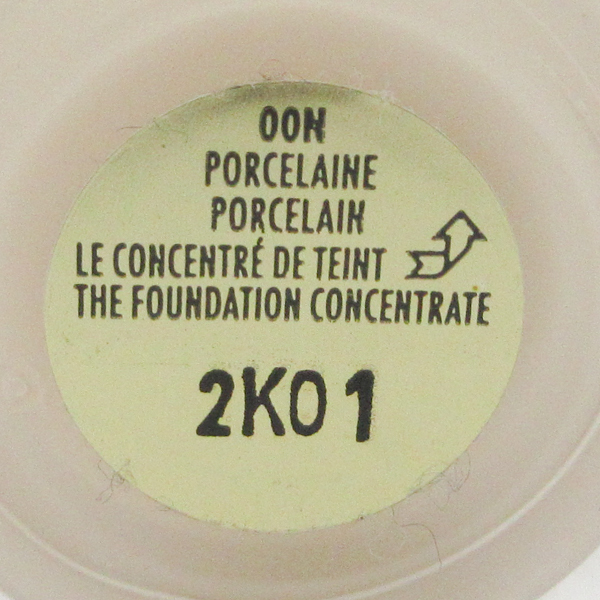 00N
PORCELAINE
PORCELAIN
LE CONCENTRÉ DE TEINT
THE FOUNDATION CONCENTRATE
2K01